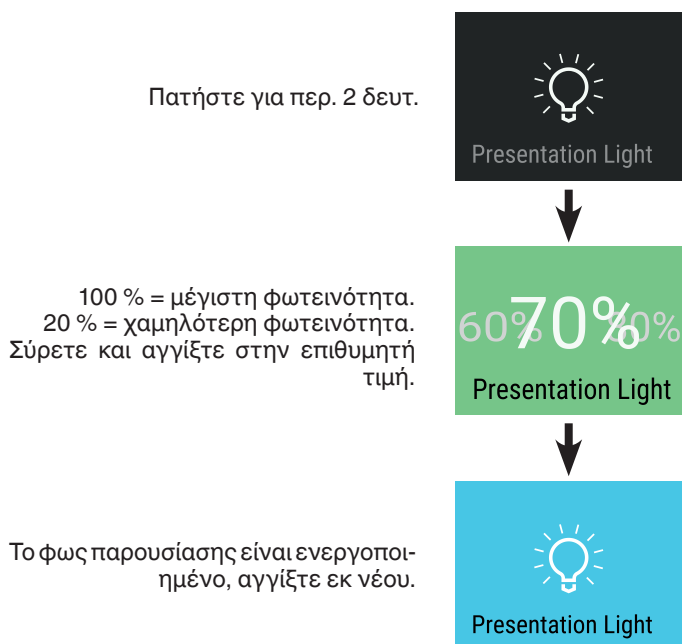 Πατήστε για περ. 2 δευτ.
Presentation Light
100 % = μέγιστη φωτεινότητα.
20 % = χαμηλότερη φωτεινότητα.
Σύρετε και αγγίξτε στην επιθυμητή
τιμή.
60% 70% 80%
Presentation Light
Το φως παρουσίασης είναι ενεργοποι-
ημένο, αγγίξτε εκ νέου.
Presentation Light